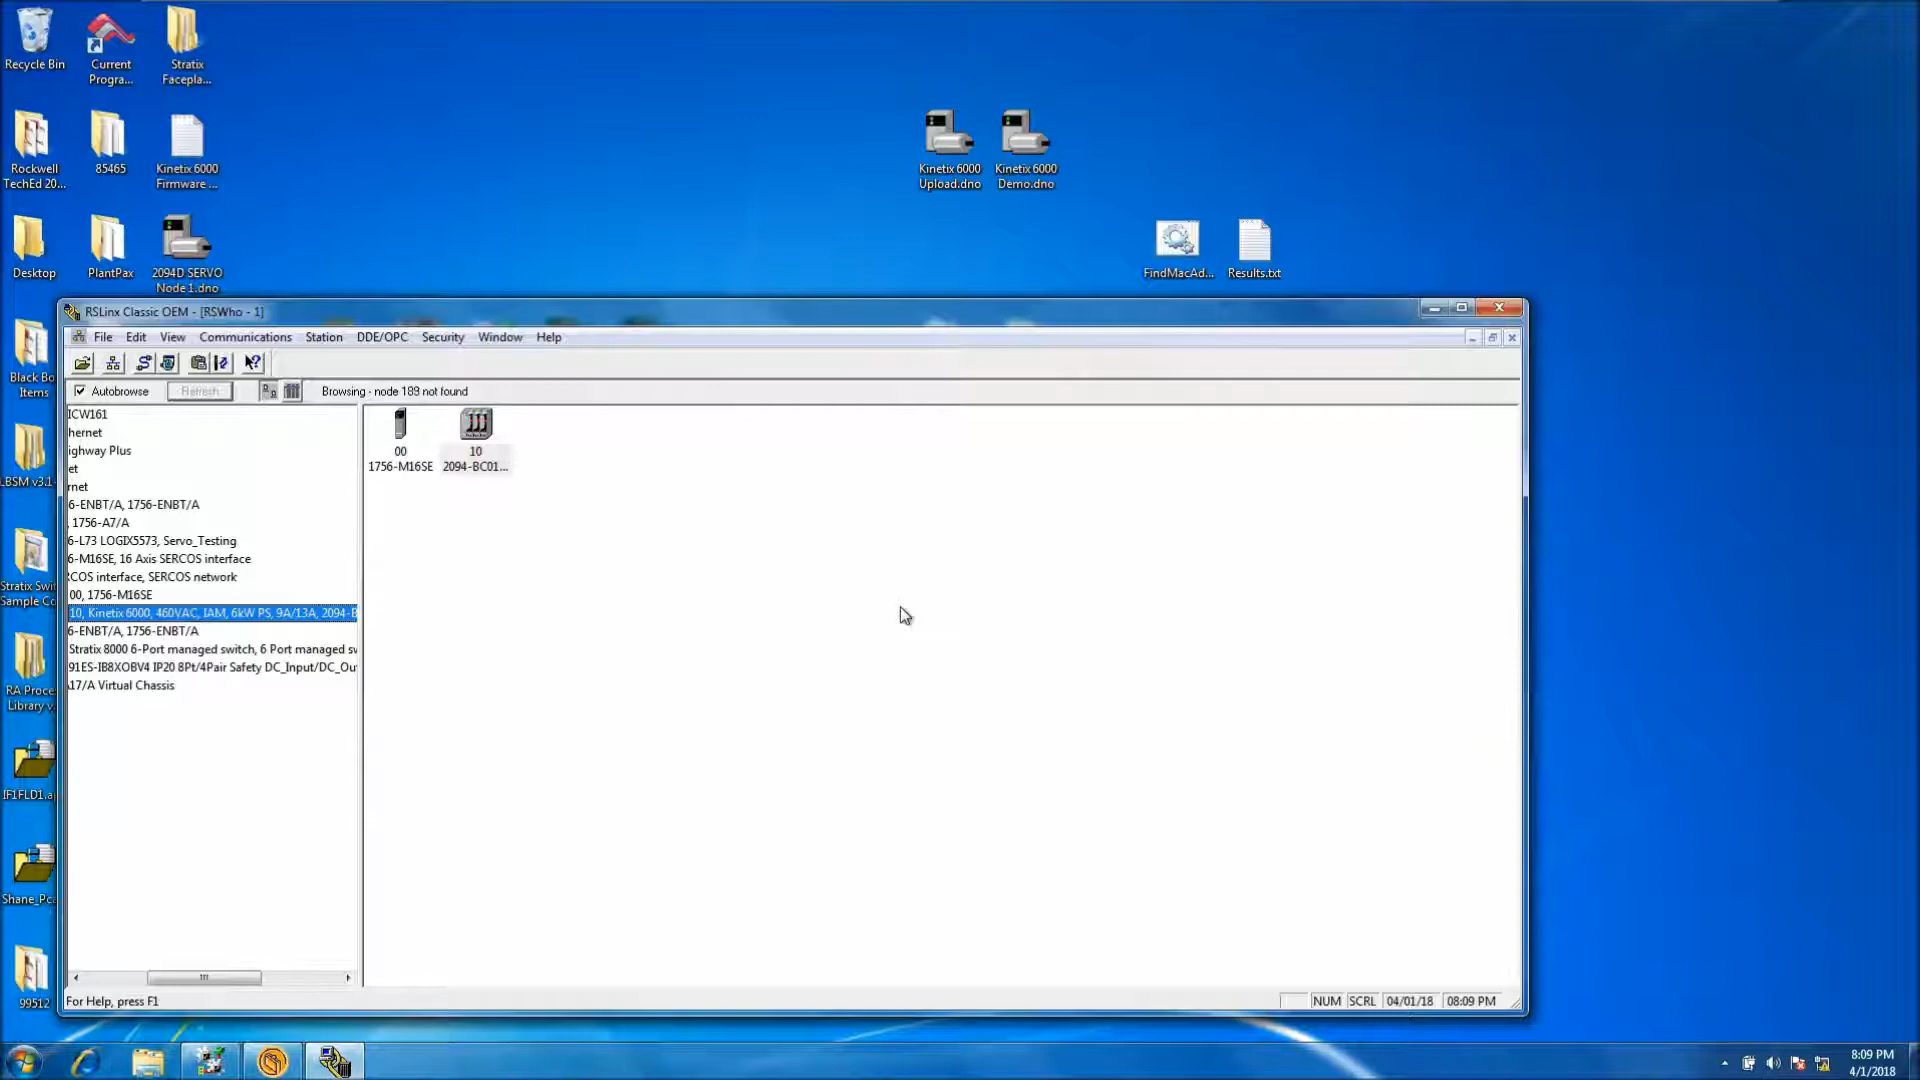 Recycle Bin
Current
Progra...
Stratix
Facepla...
Rockwell
TechEd 20...
85465
Kinetix 6000
Firmware ...
Kinetix 6000
Upload.dno
Kinetix 6000
Demo.dno
Desktop
PlantPax
2094D SERVO
Node 1.dno
FindMacAd...
Results.txt
RSLinx Classic OEM - [RSWho - 1]
File Edit View Communications Station DDE/OPC Security Window Help
Autobrowse
Refresh
Browsing - node 189 not found
ICW161
hernet
ighway Plus
et
rnet
6-ENBT/A, 1756-ENBT/A
, 1756-A7/A
6-L73 LOGIX5573, Servo_Testing
6-M16SE, 16 Axis SERCOS interface
RCOS interface, SERCOS network
00, 1756-M16SE
10, Kinetix 6000, 460VAC, IAM, 6kW PS, 9A/13A, 2094-B
6-ENBT/A, 1756-ENBT/A
Stratix 8000 6-Port managed switch, 6 Port managed sw
91ES-IB8XOBV4 IP20 8Pt/4Pair Safety DC_Input/DC_Ou
17/A Virtual Chassis
00
1756-M16SE
10
2094-BC01...
Black Bo
Items
LBSM v3.1
Stratix Swi
Sample Co
RA Proce
Library v
IF1FLD1.a
Shane_Pc
99512
For Help, press F1
NUM SCRL 04/01/18 08:09 PM
8:09 PM
4/1/2018